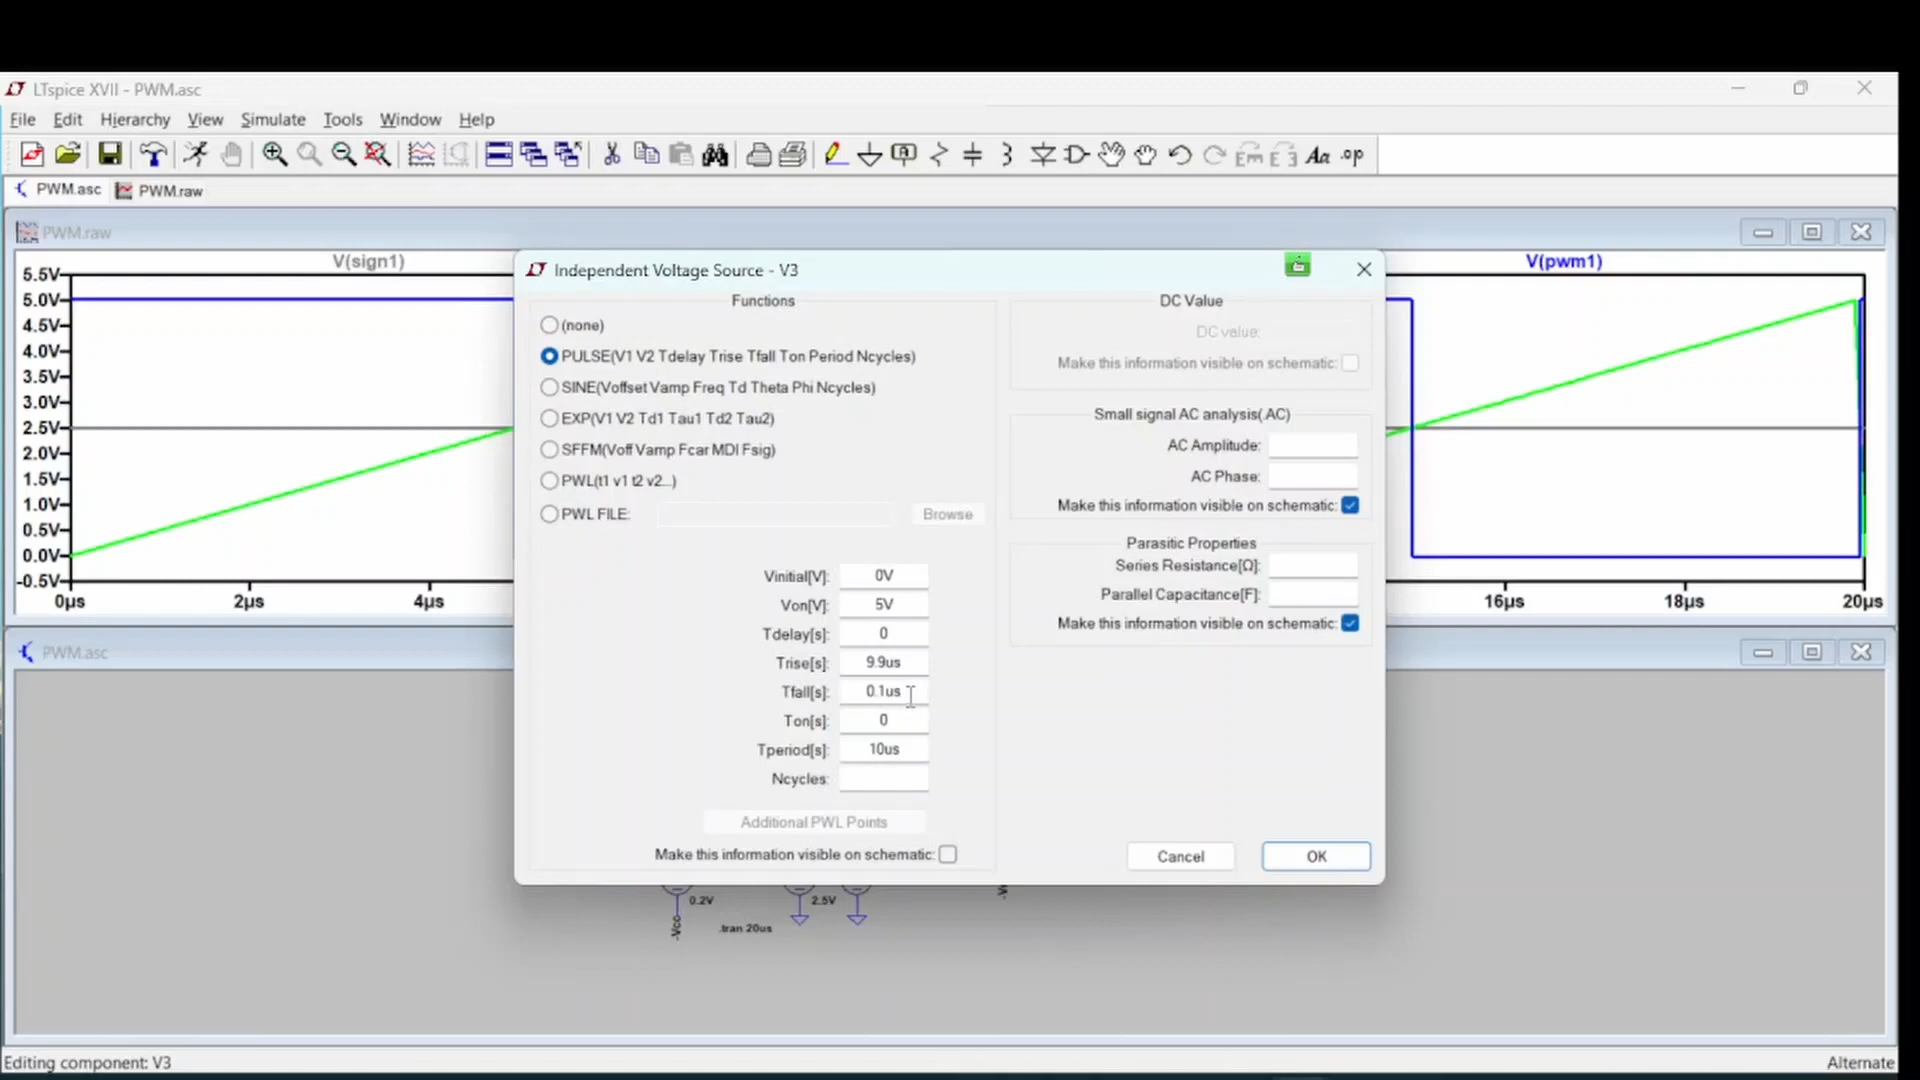 LTspice XVII - PWM.asc
File Edit Hierarchy View Simulate Tools Window Help
PWM.asc PWM.raw
PWM.raw
V(sign1)
V(pwm1)
5.5V
5.0V
4.5V
4.0V
3.5V
3.0V
2.5V
2.0V
1.5V
1.0V
0.5V
0.0V
-0.5V
0µs 2µs 4µs 16µs 18µs 20µs
Independent Voltage Source - V3
Functions
(none)
PULSE(V1 V2 Tdelay Trise Tfall Ton Period Ncycles)
SINE(Voffset Vamp Freq Td Theta Phi Ncycles)
EXP(V1 V2 Td1 Tau1 Td2 Tau2)
SFFM(Voff Vamp Fcar MDI Fsig)
PWL(t1 v1 t2 v2...)
PWL FILE: Browse
Vinitial[V]: 0V
Von[V]: 5V
Tdelay[s]: 0
Trise[s]: 9.9us
Tfall[s]: 0.1us
Ton[s]: 0
Tperiod[s]: 10us
Ncycles:
Additional PWL Points
Make this information visible on schematic:
DC Value
DC value:
Make this information visible on schematic:
Small signal AC analysis(.AC)
AC Amplitude:
AC Phase:
Make this information visible on schematic:
Parasitic Properties
Series Resistance[Ω]:
Parallel Capacitance[F]:
Make this information visible on schematic:
Cancel OK
PWM.asc
0.2V
2.5V
-Vcc
.tran 20us
Editing component: V3
Alternate